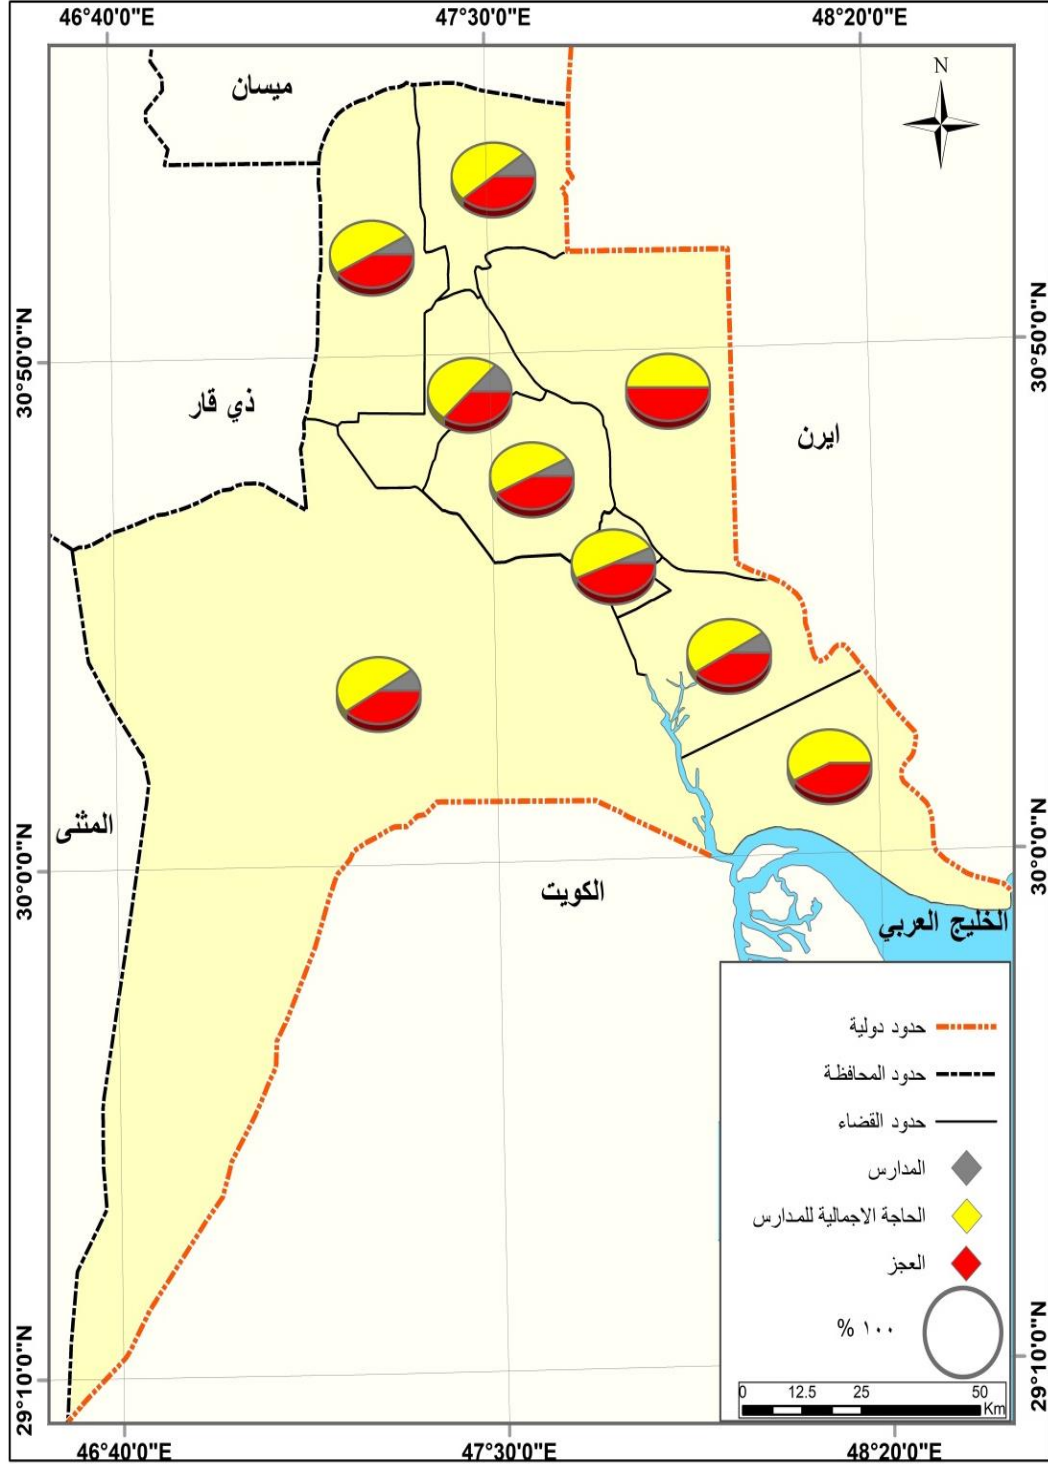 46°40'0"E
47°30'0"E
48°20'0"E
N
ميسان
30°50'0"N
30°50'0"N
ذي قار
ايرن
المثنى
30°0'0"N
30°0'0"N
الكويت
الخليج العربي
حدود دولية
حدود المحافظة
حدود القضاء
المدارس
الحاجة الاجمالية للمدارس
العجز
١٠٠ %
29°10'0"N
29°10'0"N
0 12.5 25 50
Km
46°40'0"E
47°30'0"E
48°20'0"E